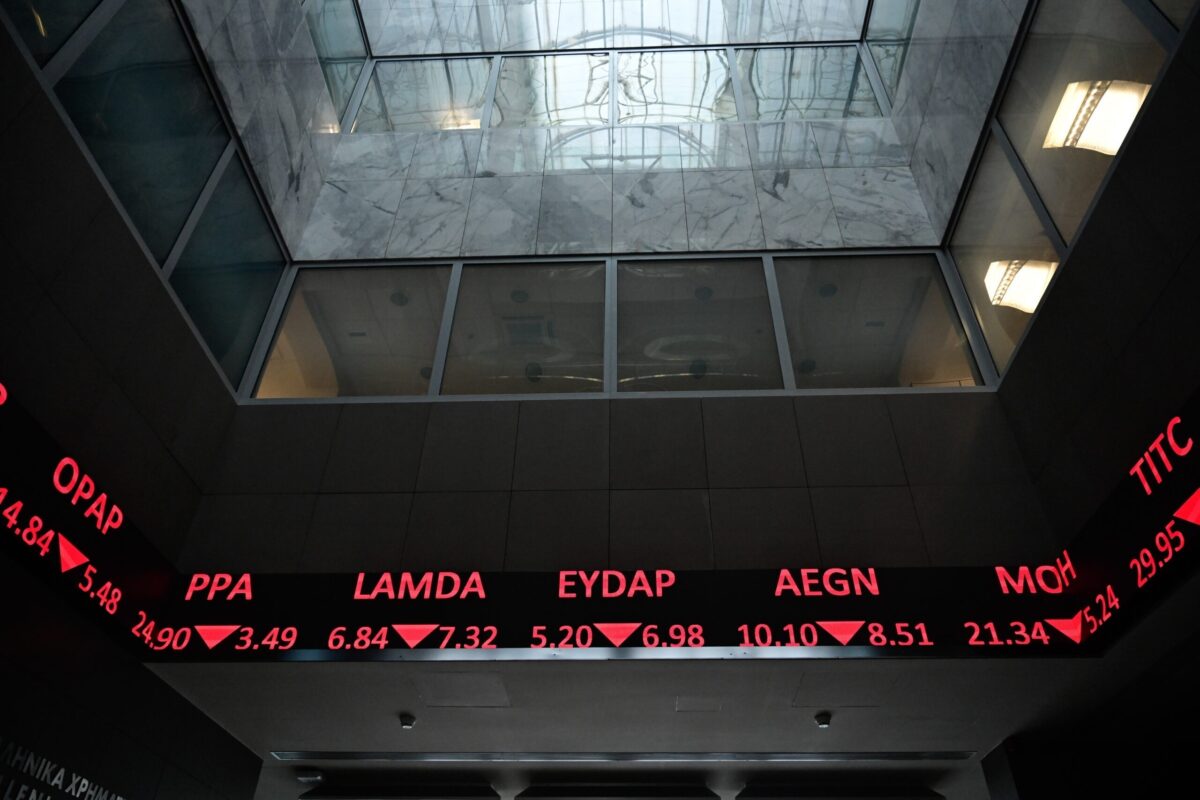 OPAP
14.84 ▼ 5.48
PPA
24.90 ▼ 3.49
LAMDA
6.84 ▼ 7.32
EYDAP
5.20 ▼ 6.98
AEGN
10.10 ▼ 8.51
MOH
21.34 ▼ 5.24
TITC
29.95